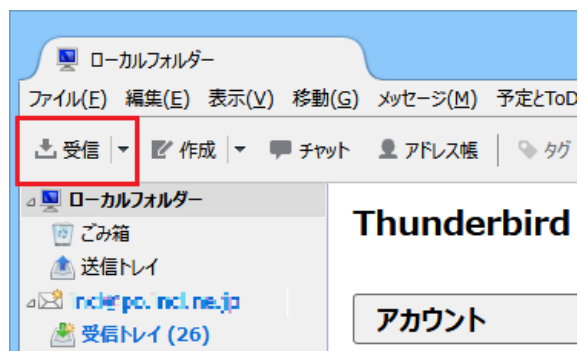 ローカルフォルダー
ファイル(F) 編集(E) 表示(V) 移動(G) メッセージ(M) 予定とToD
受信 作成 チャット アドレス帳 タグ
ローカルフォルダー
ごみ箱
送信トレイ
受信トレイ (26)
Thunderbird
アカウント